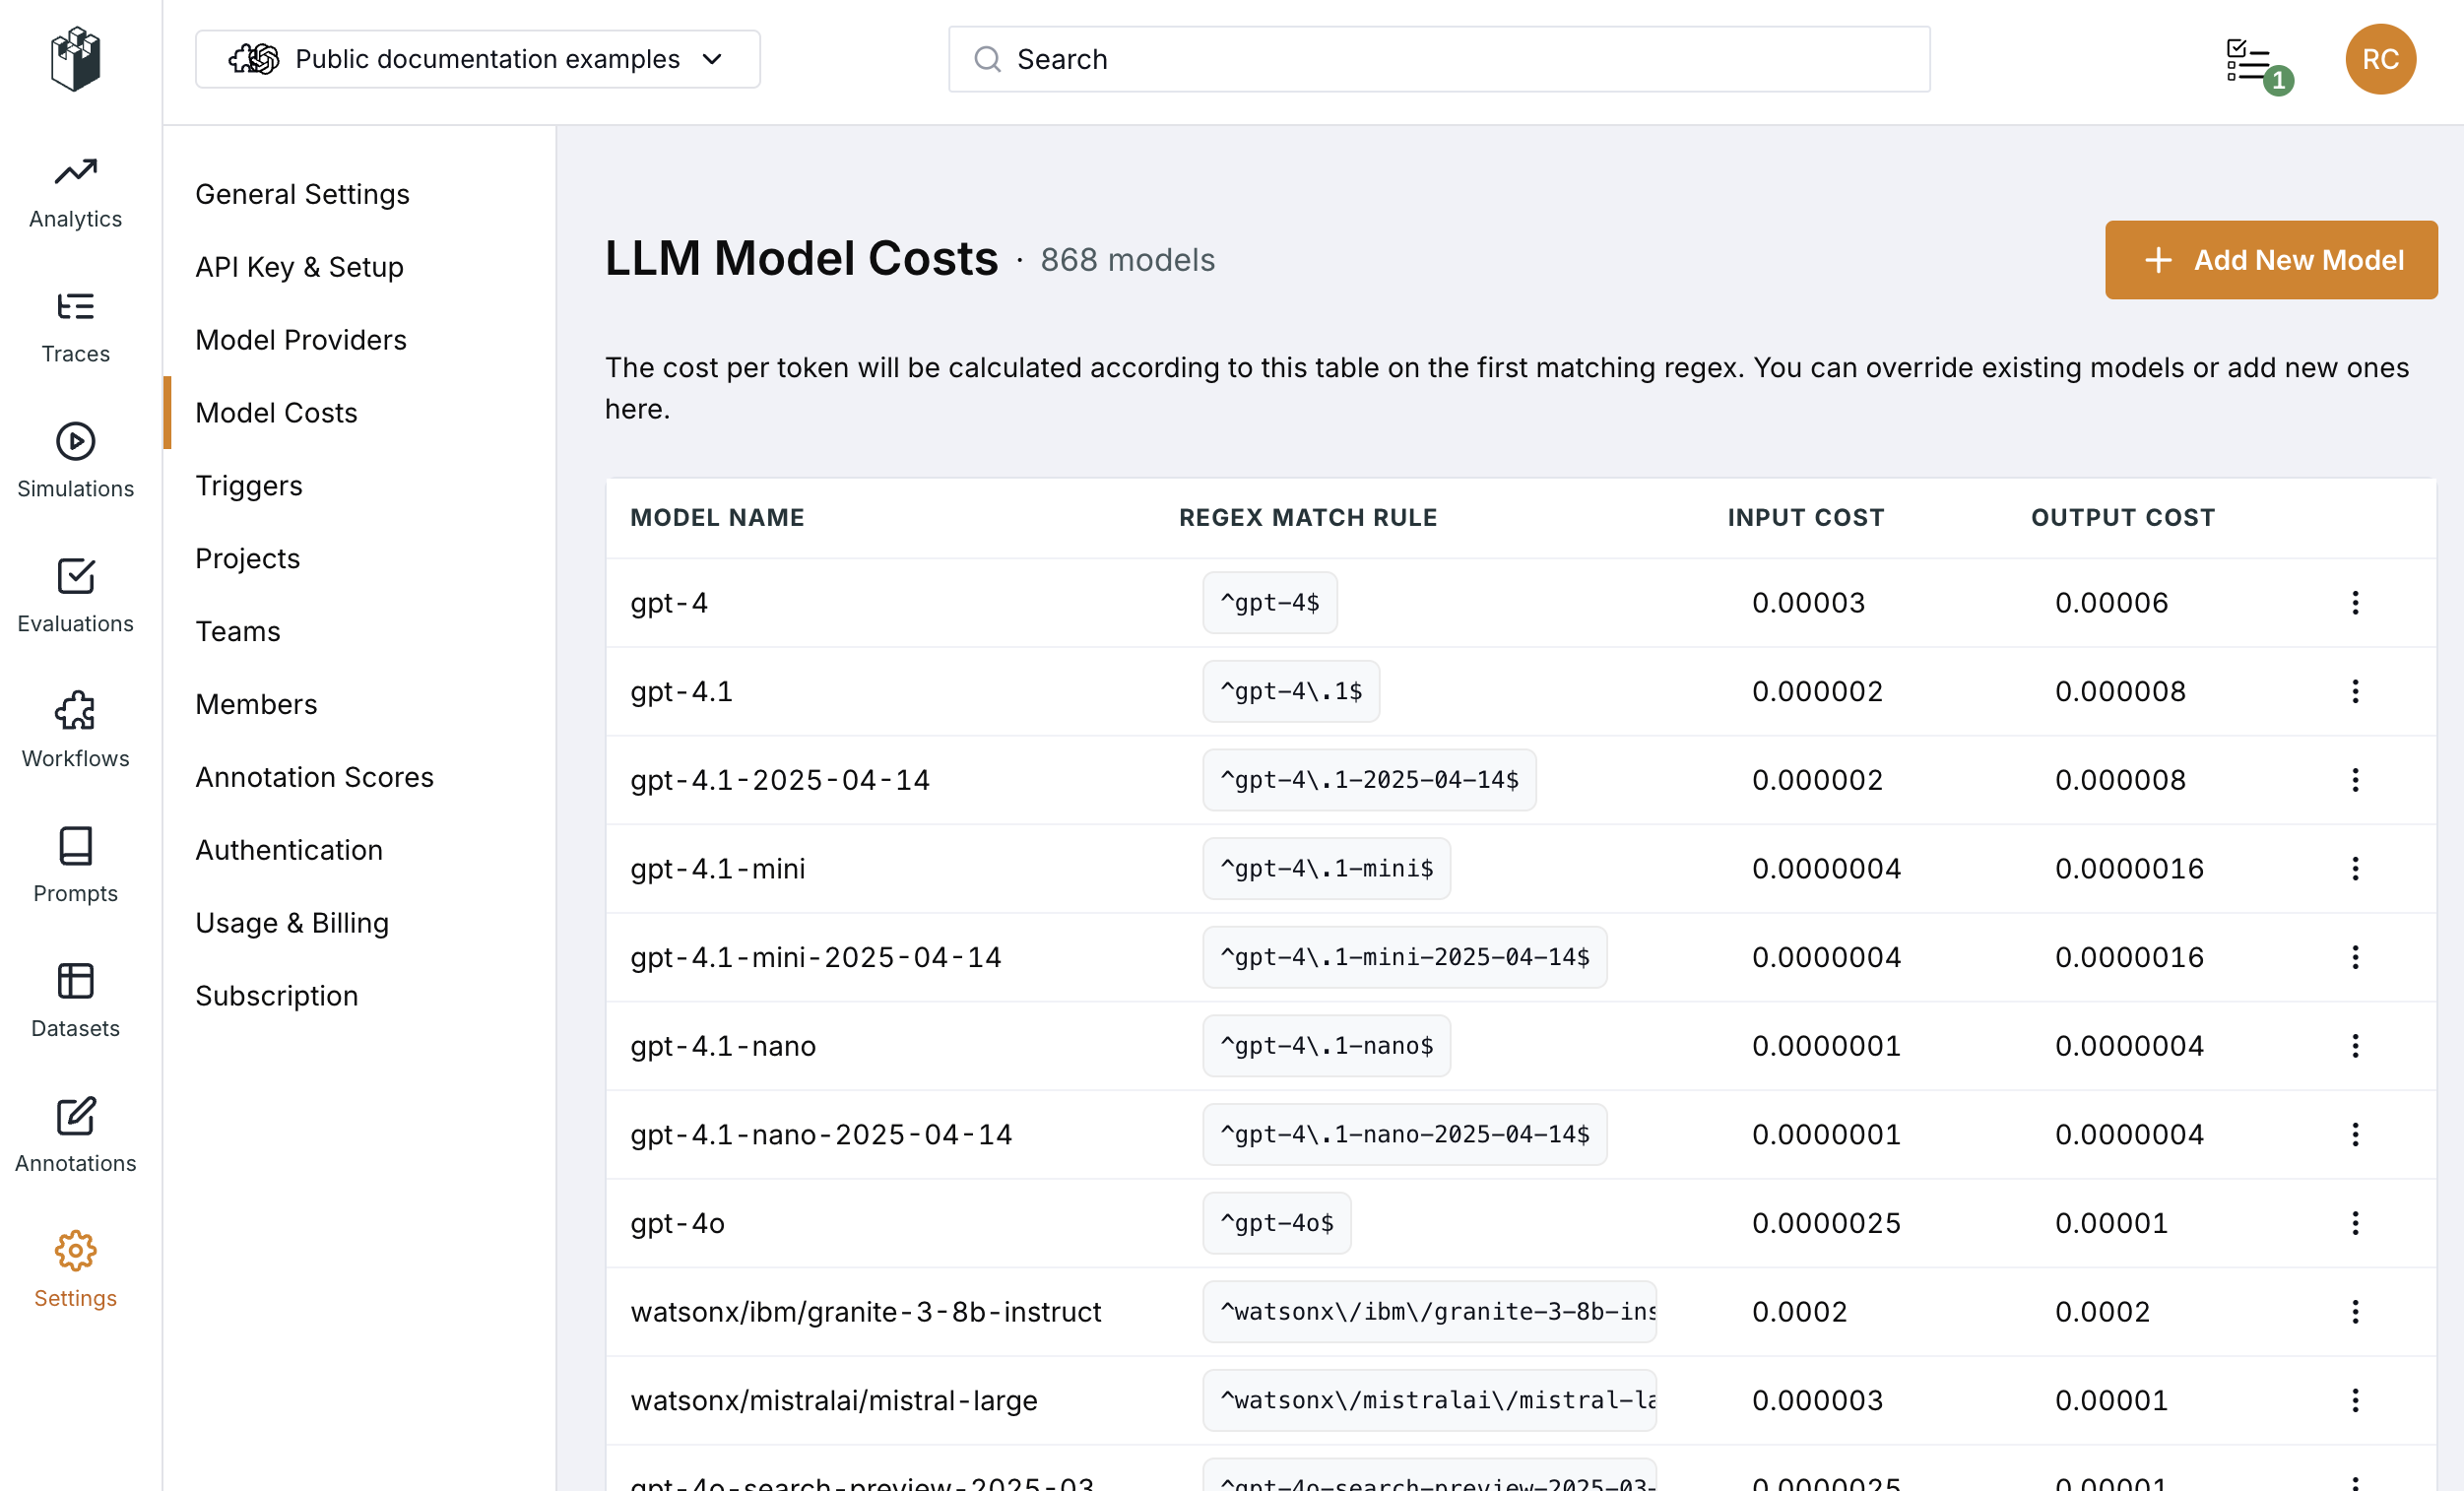 Public documentation examples
Search
1
RC
Analytics
Traces
Simulations
Evaluations
Workflows
Prompts
Datasets
Annotations
Settings
General Settings
API Key & Setup
Model Providers
Model Costs
Triggers
Projects
Teams
Members
Annotation Scores
Authentication
Usage & Billing
Subscription
LLM Model Costs · 868 models
+ Add New Model
The cost per token will be calculated according to this table on the first matching regex. You can override existing models or add new ones
here.
MODEL NAME REGEX MATCH RULE INPUT COST OUTPUT COST
gpt-4 ^gpt-4$ 0.00003 0.00006
gpt-4.1 ^gpt-4\.1$ 0.000002 0.000008
gpt-4.1-2025-04-14 ^gpt-4\.1-2025-04-14$ 0.000002 0.000008
gpt-4.1-mini ^gpt-4\.1-mini$ 0.0000004 0.0000016
gpt-4.1-mini-2025-04-14 ^gpt-4\.1-mini-2025-04-14$ 0.0000004 0.0000016
gpt-4.1-nano ^gpt-4\.1-nano$ 0.0000001 0.0000004
gpt-4.1-nano-2025-04-14 ^gpt-4\.1-nano-2025-04-14$ 0.0000001 0.0000004
gpt-4o ^gpt-4o$ 0.0000025 0.00001
watsonx/ibm/granite-3-8b-instruct ^watsonx\/ibm\/granite-3-8b-ins 0.0002 0.0002
watsonx/mistralai/mistral-large ^watsonx\/mistralai\/mistral-la 0.000003 0.00001
gpt-4o-search-preview-2025-03 ^gpt-4o-search-preview-2025-03- 0.0000025 0.00001